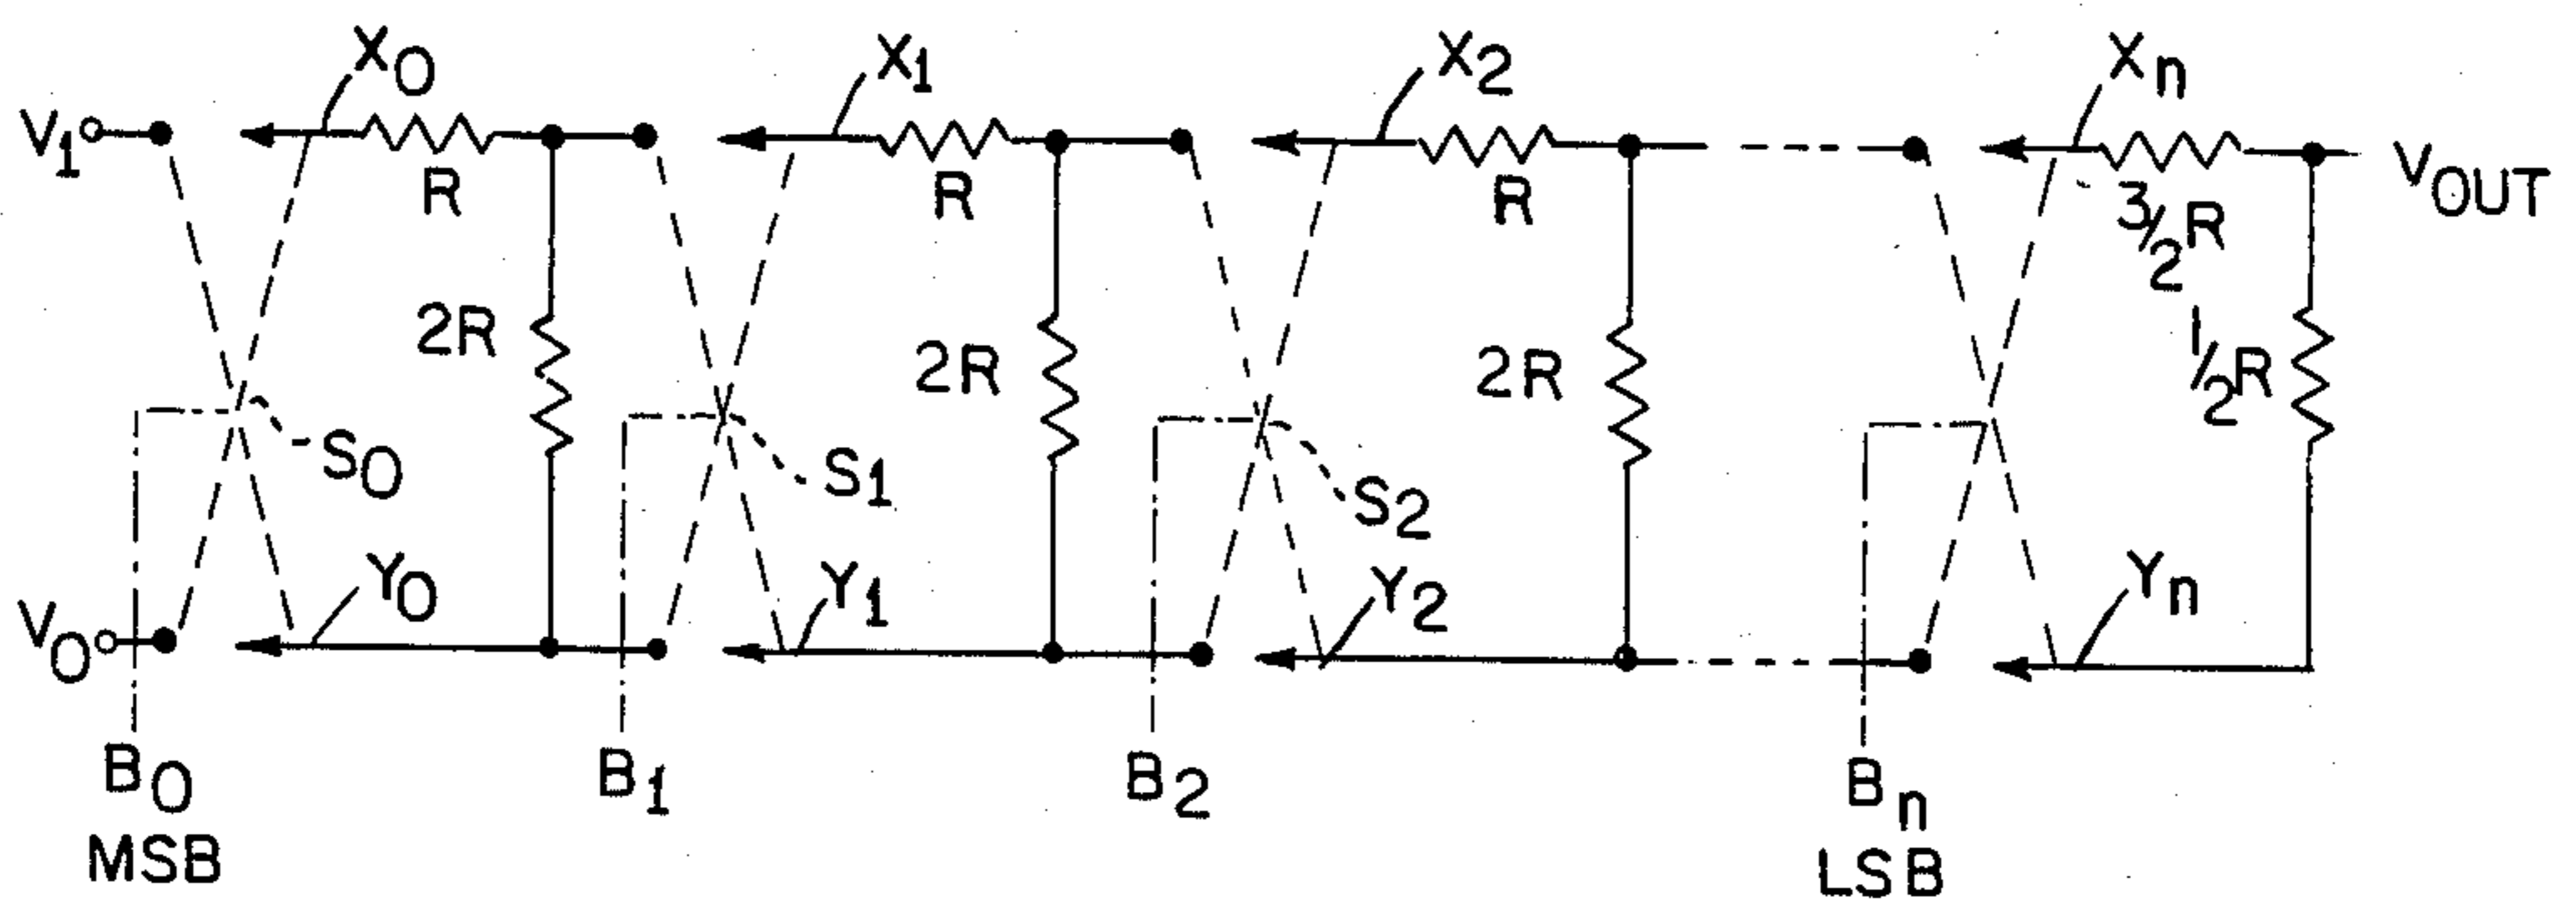 X0 X1 X2 Xn
V1 R R R 3/2R VOUT
2R 2R 2R 1/2R
S0 S1 S2
V0 Y0 Y1 Y2 Yn
B0 B1 B2 Bn
MSB LSB